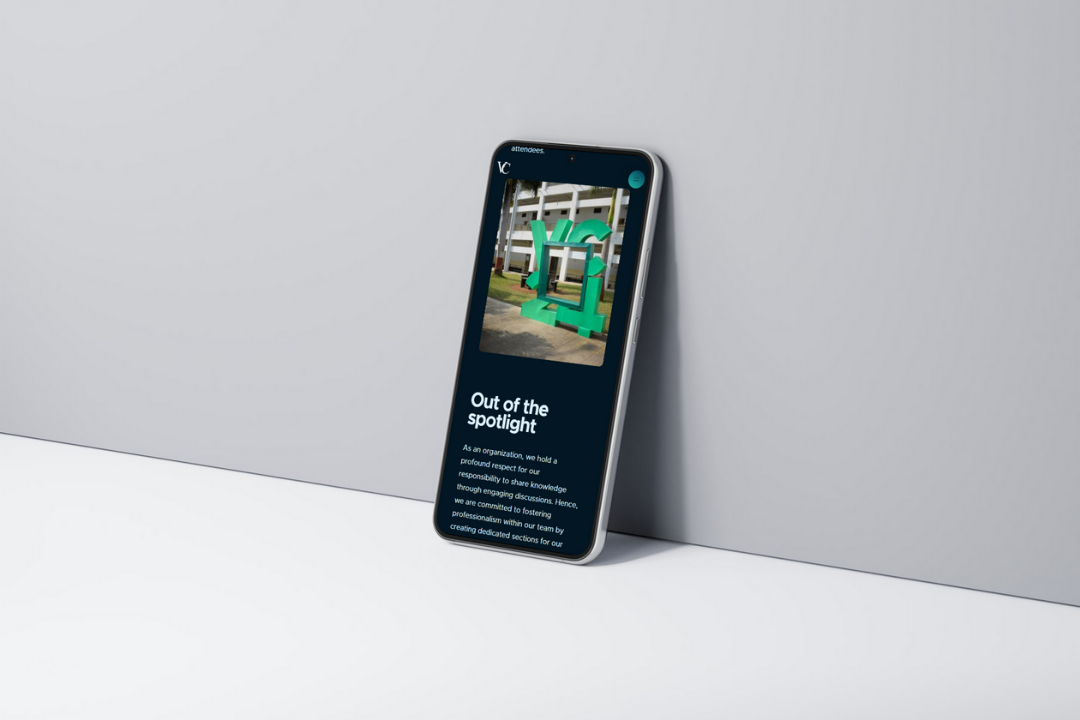 attendees.
VC
Out of the
spotlight
As an organization, we hold a
profound respect for our
responsibility to share knowledge
through engaging discussions. Hence,
we are committed to fostering
professionalism within our team by
creating dedicated sections for our